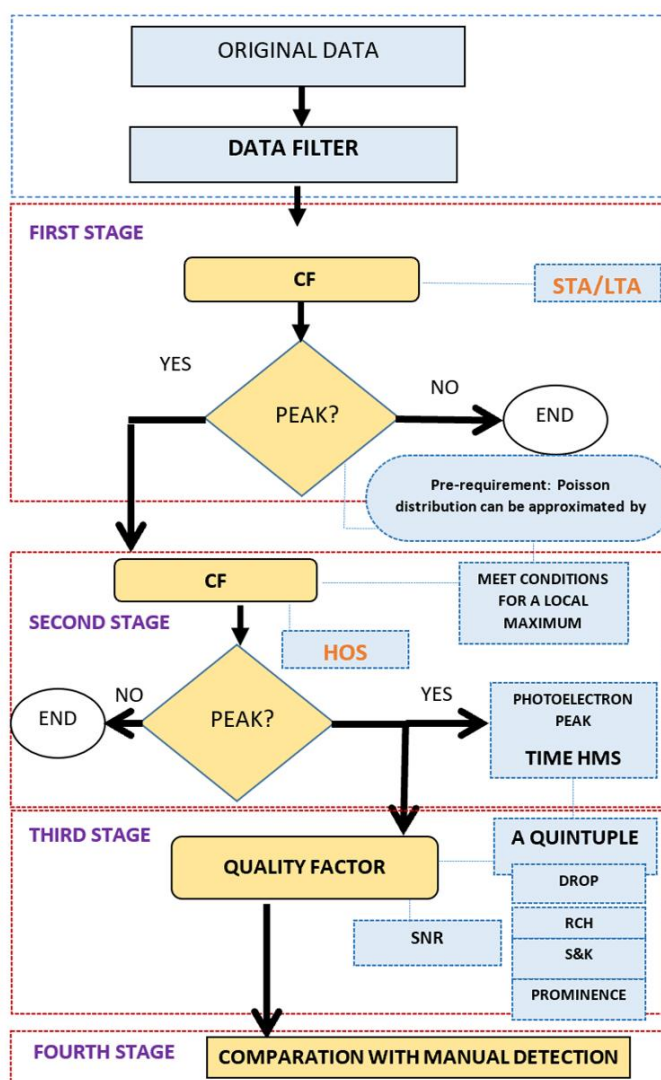 ORIGINAL DATA
DATA FILTER
FIRST STAGE
CF
STA/LTA
YES
NO
PEAK?
END
Pre-requirement: Poisson
distribution can be approximated by
CF
MEET CONDITIONS
FOR A LOCAL
MAXIMUM
SECOND STAGE
HOS
NO
YES
END
PEAK?
PHOTOELECTRON
PEAK
TIME HMS
THIRD STAGE
A QUINTUPLE
QUALITY FACTOR
DROP
RCH
SNR
S&K
PROMINENCE
FOURTH STAGE
COMPARATION WITH MANUAL DETECTION